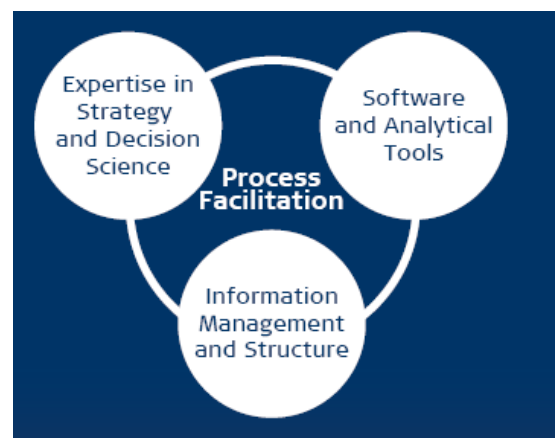 Expertise in
Strategy
and Decision
Science
Software
and Analytical
Tools
Process
Facilitation
Information
Management
and Structure